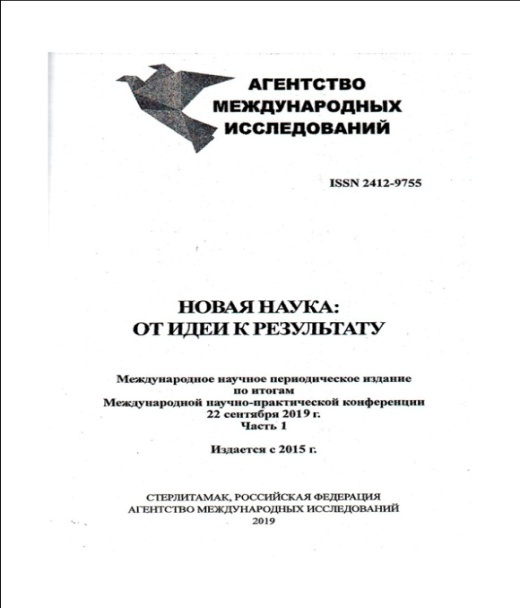 АГЕНТСТВО
МЕЖДУНАРОДНЫХ
ИССЛЕДОВАНИЙ
ISSN 2412-9755
НОВАЯ НАУКА:
ОТ ИДЕИ К РЕЗУЛЬТАТУ
Международное научное периодическое издание
по итогам
Международной научно-практической конференции
22 сентября 2019 г.
Часть 1
Издается с 2015 г.
СТЕРЛИТАМАК, РОССИЙСКАЯ ФЕДЕРАЦИЯ
АГЕНТСТВО МЕЖДУНАРОДНЫХ ИССЛЕДОВАНИЙ
2019